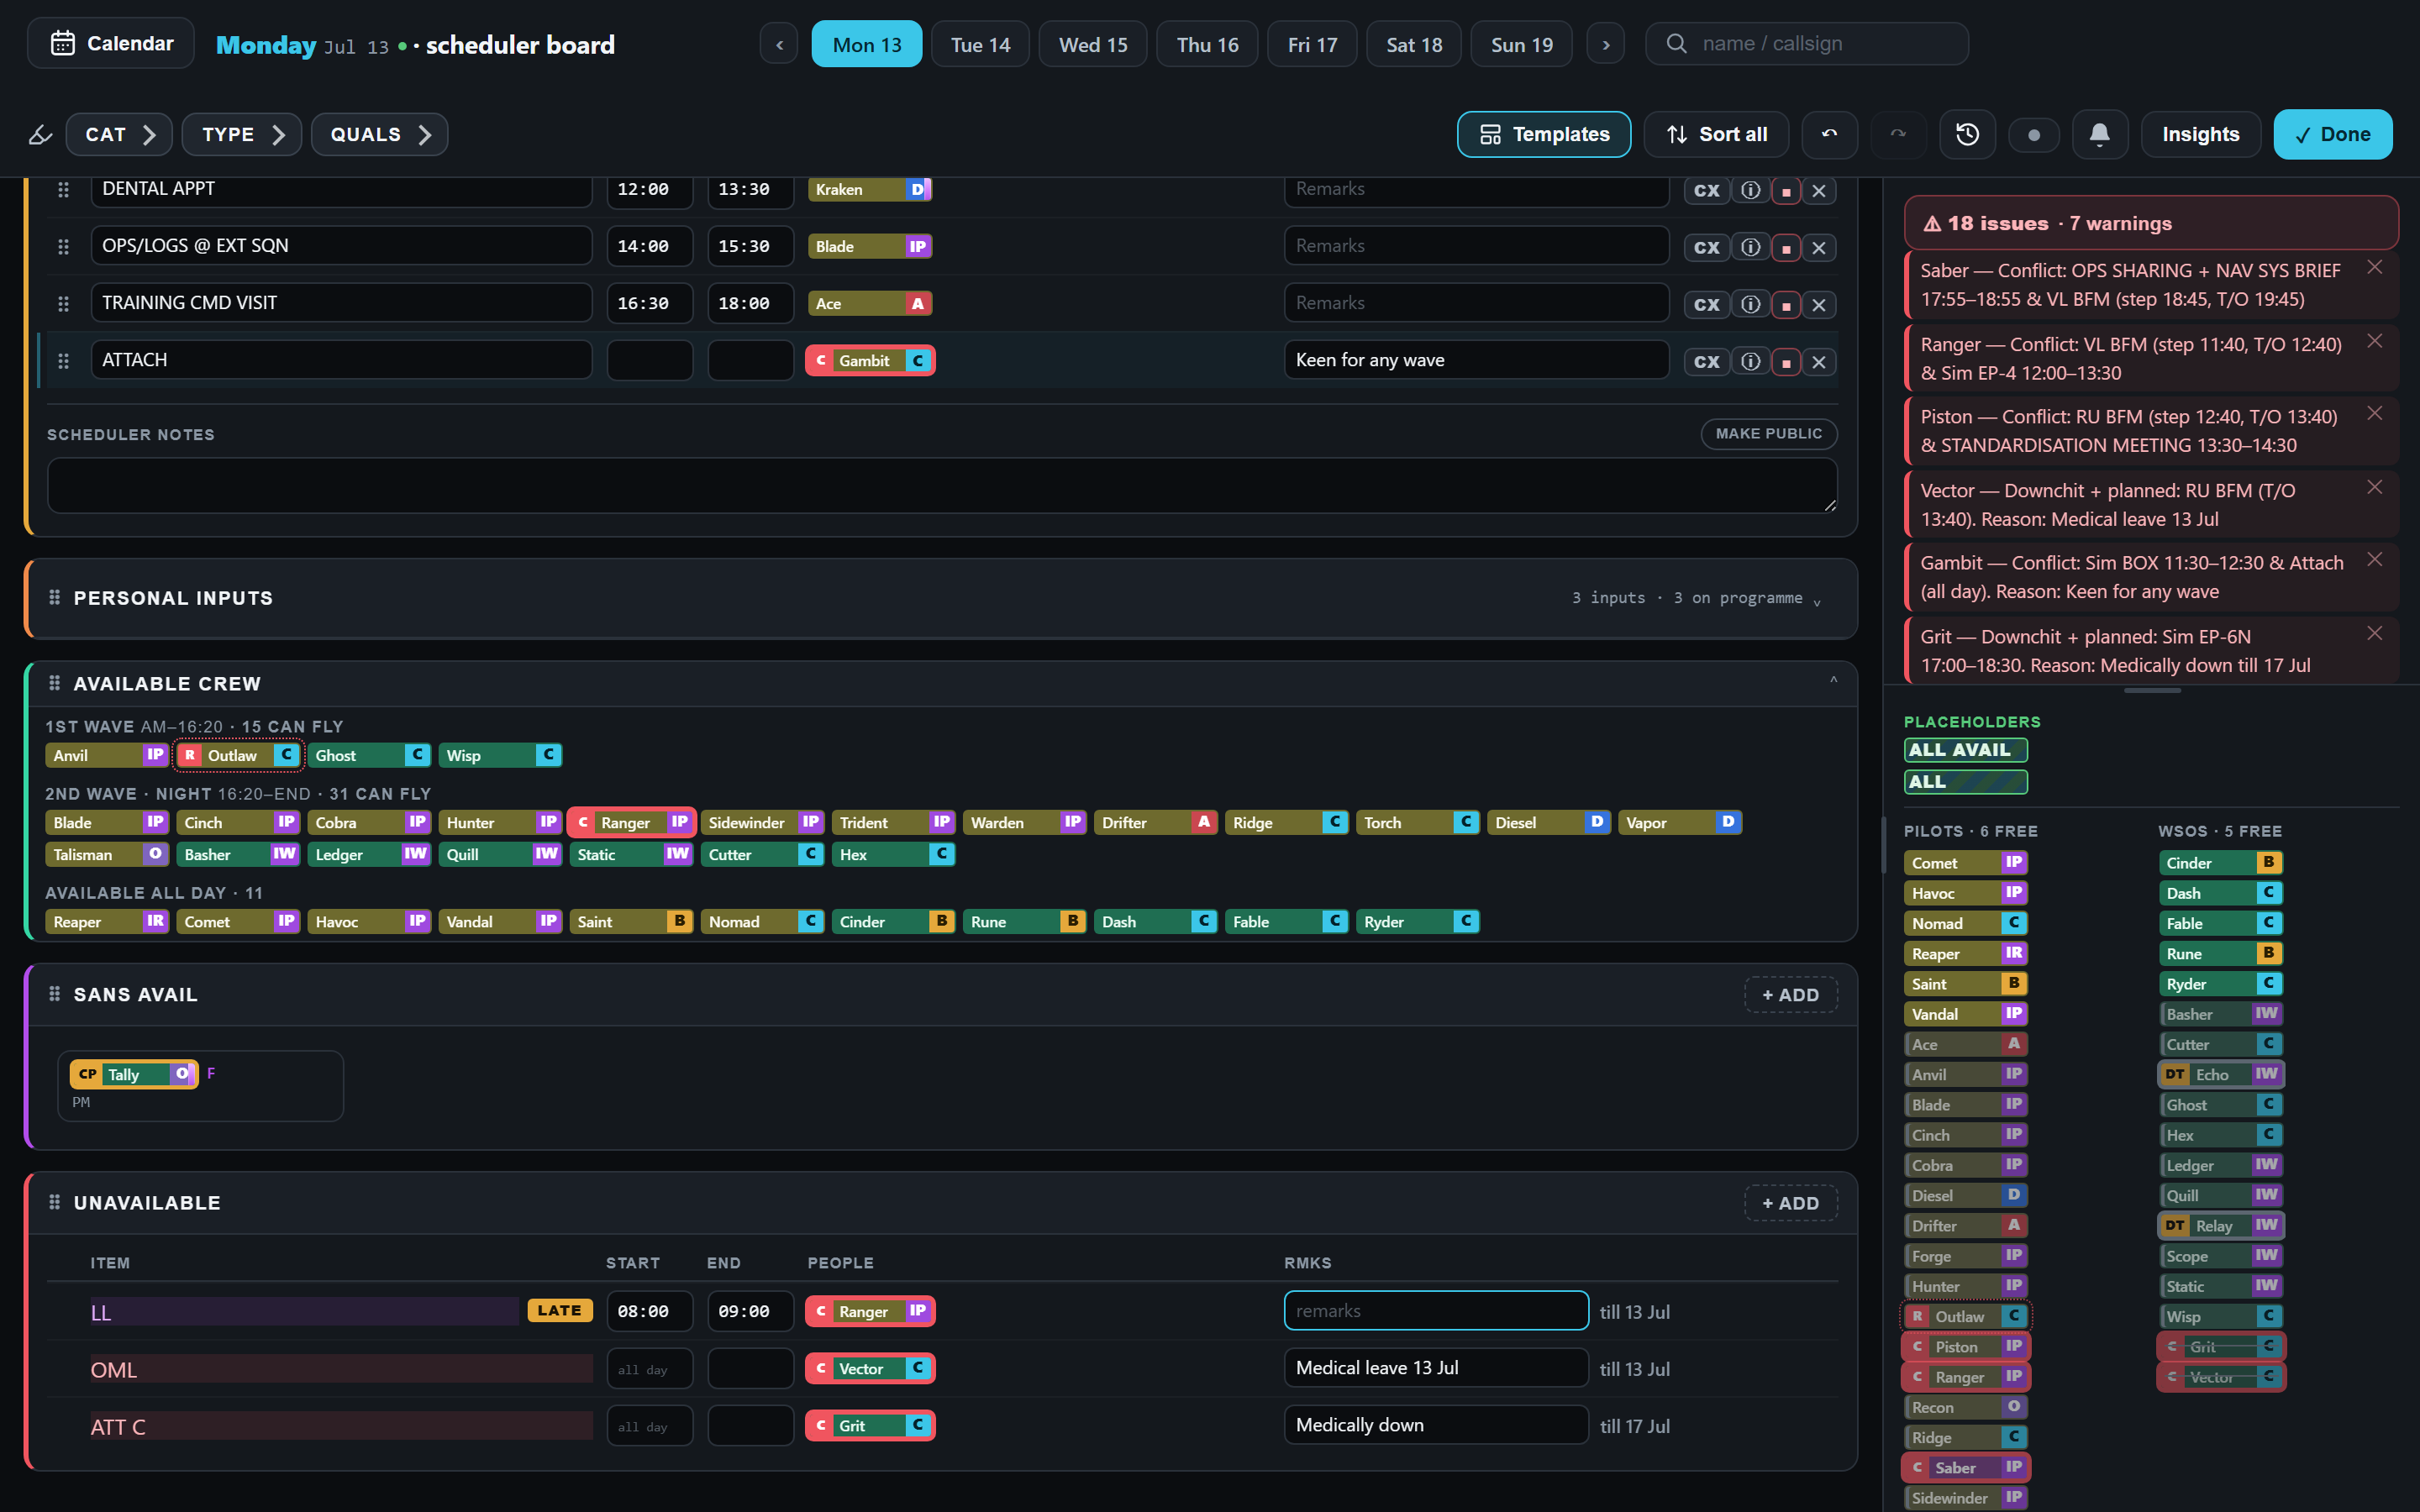 Calendar
Monday Jul 13 • · scheduler board
‹ Mon 13 Tue 14 Wed 15 Thu 16 Fri 17 Sat 18 Sun 19 ›
name / callsign
CAT TYPE QUALS
Templates Sort all Insights ✓ Done
DENTAL APPT 12:00 13:30 Kraken D Remarks CX
OPS/LOGS @ EXT SQN 14:00 15:30 Blade IP Remarks CX
TRAINING CMD VISIT 16:30 18:00 Ace A Remarks CX
ATTACH C Gambit C Keen for any wave CX
SCHEDULER NOTES MAKE PUBLIC
PERSONAL INPUTS 3 inputs · 3 on programme
AVAILABLE CREW
1ST WAVE AM–16:20 · 15 CAN FLY
Anvil IP R Outlaw C Ghost C Wisp C
2ND WAVE · NIGHT 16:20–END · 31 CAN FLY
Blade IP Cinch IP Cobra IP Hunter IP C Ranger IP Sidewinder IP Trident IP Warden IP Drifter A Ridge C Torch C Diesel D Vapor D
Talisman O Basher IW Ledger IW Quill IW Static IW Cutter C Hex C
AVAILABLE ALL DAY · 11
Reaper IR Comet IP Havoc IP Vandal IP Saint B Nomad C Cinder B Rune B Dash C Fable C Ryder C
SANS AVAIL + ADD
CP Tally O F
PM
UNAVAILABLE + ADD
ITEM START END PEOPLE RMKS
LL LATE 08:00 09:00 C Ranger IP remarks till 13 Jul
OML all day C Vector C Medical leave 13 Jul till 13 Jul
ATT C all day C Grit C Medically down till 17 Jul
⚠ 18 issues · 7 warnings
Saber — Conflict: OPS SHARING + NAV SYS BRIEF
17:55–18:55 & VL BFM (step 18:45, T/O 19:45)
Ranger — Conflict: VL BFM (step 11:40, T/O 12:40)
& Sim EP-4 12:00–13:30
Piston — Conflict: RU BFM (step 12:40, T/O 13:40)
& STANDARDISATION MEETING 13:30–14:30
Vector — Downchit + planned: RU BFM (T/O
13:40). Reason: Medical leave 13 Jul
Gambit — Conflict: Sim BOX 11:30–12:30 & Attach
(all day). Reason: Keen for any wave
Grit — Downchit + planned: Sim EP-6N
17:00–18:30. Reason: Medically down till 17 Jul
PLACEHOLDERS
ALL AVAIL
ALL
PILOTS · 6 FREE
Comet IP
Havoc IP
Nomad C
Reaper IR
Saint B
Vandal IP
Ace A
Anvil IP
Blade IP
Cinch IP
Cobra IP
Diesel D
Drifter A
Forge IP
Hunter IP
R Outlaw C
C Piston IP
C Ranger IP
Recon O
Ridge C
C Saber IP
Sidewinder IP
WSOS · 5 FREE
Cinder B
Dash C
Fable C
Rune B
Ryder C
Basher IW
Cutter C
DT Echo IW
Ghost C
Hex C
Ledger IW
Quill IW
DT Relay IW
Scope IW
Static IW
Wisp C
C Grit C
C Vector C